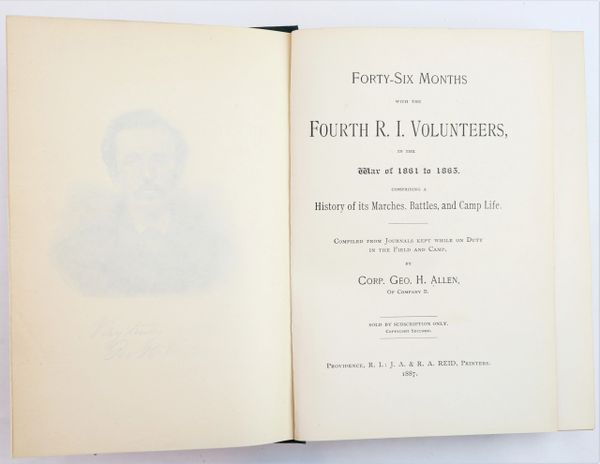 Forty-Six Months
WITH THE
Fourth R. I. Volunteers,
IN THE
War of 1861 to 1865.
COMPRISING A
History of its Marches, Battles, and Camp Life.
Compiled from Journals kept while on Duty
in the Field and Camp,
BY
Corp. Geo. H. Allen,
Of Company B.
SOLD BY SUBSCRIPTION ONLY.
Copyright Secured.
Providence, R. I.: J. A. & R. A. REID, Printers.
1887.